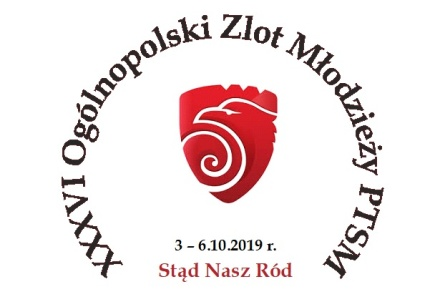 XXXVI Ogólnopolski Zlot Młodzieży PTSM
3 – 6.10.2019 r.
Stąd Nasz Ród